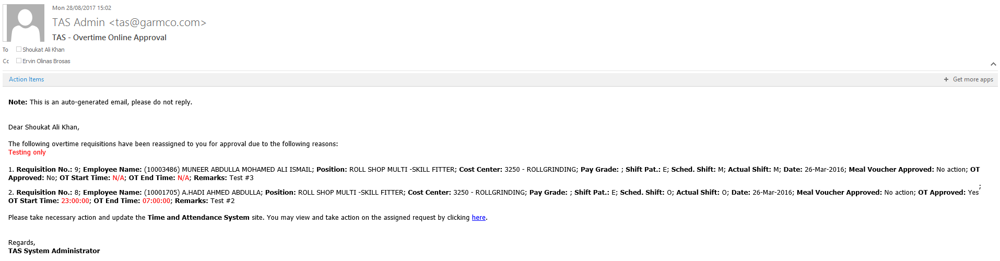 Mon 28/08/2017 15:02
TAS Admin <tas@garmco.com>
TAS - Overtime Online Approval
To Shoukat Ali Khan
Cc Ervin Olinas Brosas
Action Items + Get more apps
Note: This is an auto-generated email, please do not reply.
Dear Shoukat Ali Khan,
The following overtime requisitions have been reassigned to you for approval due to the following reasons:
Testing only
1. Requisition No.: 9; Employee Name: (10003486) MUNEER ABDULLA MOHAMED ALI ISMAIL; Position: ROLL SHOP MULTI -SKILL FITTER; Cost Center: 3250 - ROLLGRINDING; Pay Grade: ; Shift Pat.: E; Sched. Shift: M; Actual Shift: M; Date: 26-Mar-2016; Meal Voucher Approved: No action; OT
Approved: No; OT Start Time: N/A; OT End Time: N/A; Remarks: Test #3
2. Requisition No.: 8; Employee Name: (10001705) A.HADI AHMED ABDULLA; Position: ROLL SHOP MULTI -SKILL FITTER; Cost Center: 3250 - ROLLGRINDING; Pay Grade: ; Shift Pat.: E; Sched. Shift: O; Actual Shift: O; Date: 26-Mar-2016; Meal Voucher Approved: No action; OT Approved: Yes;
OT Start Time: 23:00:00; OT End Time: 07:00:00; Remarks: Test #2
Please take necessary action and update the Time and Attendance System site. You may view and take action on the assigned request by clicking here.
Regards,
TAS System Administrator